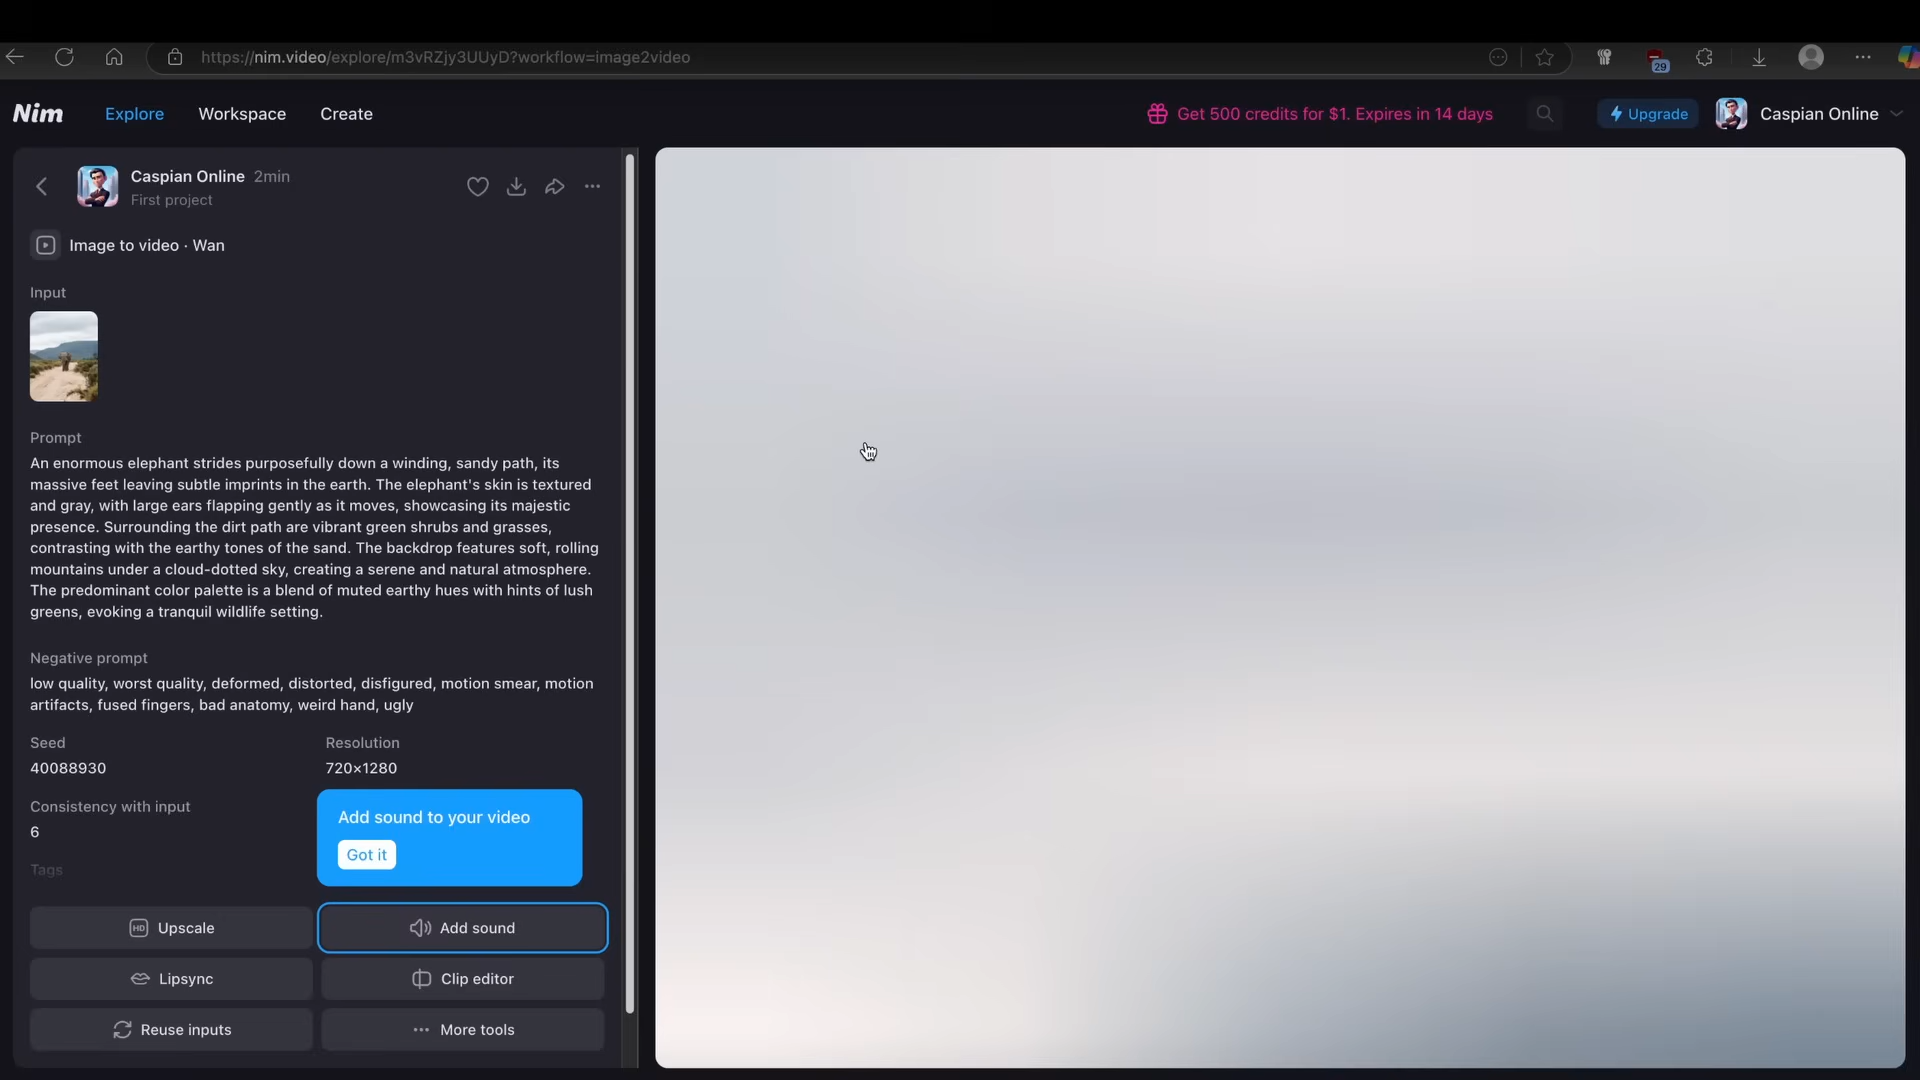 https://nim.video/explore/m3vRZjy3UUyD?workflow=image2video
29
Nim Explore Workspace Create Get 500 credits for $1. Expires in 14 days Upgrade Caspian Online
Caspian Online 2min
First project
Image to video · Wan
Input
Prompt
An enormous elephant strides purposefully down a winding, sandy path, its
massive feet leaving subtle imprints in the earth. The elephant's skin is textured
and gray, with large ears flapping gently as it moves, showcasing its majestic
presence. Surrounding the dirt path are vibrant green shrubs and grasses,
contrasting with the earthy tones of the sand. The backdrop features soft, rolling
mountains under a cloud-dotted sky, creating a serene and natural atmosphere.
The predominant color palette is a blend of muted earthy hues with hints of lush
greens, evoking a tranquil wildlife setting.
Negative prompt
low quality, worst quality, deformed, distorted, disfigured, motion smear, motion
artifacts, fused fingers, bad anatomy, weird hand, ugly
Seed Resolution
40088930 720×1280
Consistency with input
6
Add sound to your video
Got it
Tags
HD Upscale Add sound
Lipsync Clip editor
Reuse inputs More tools